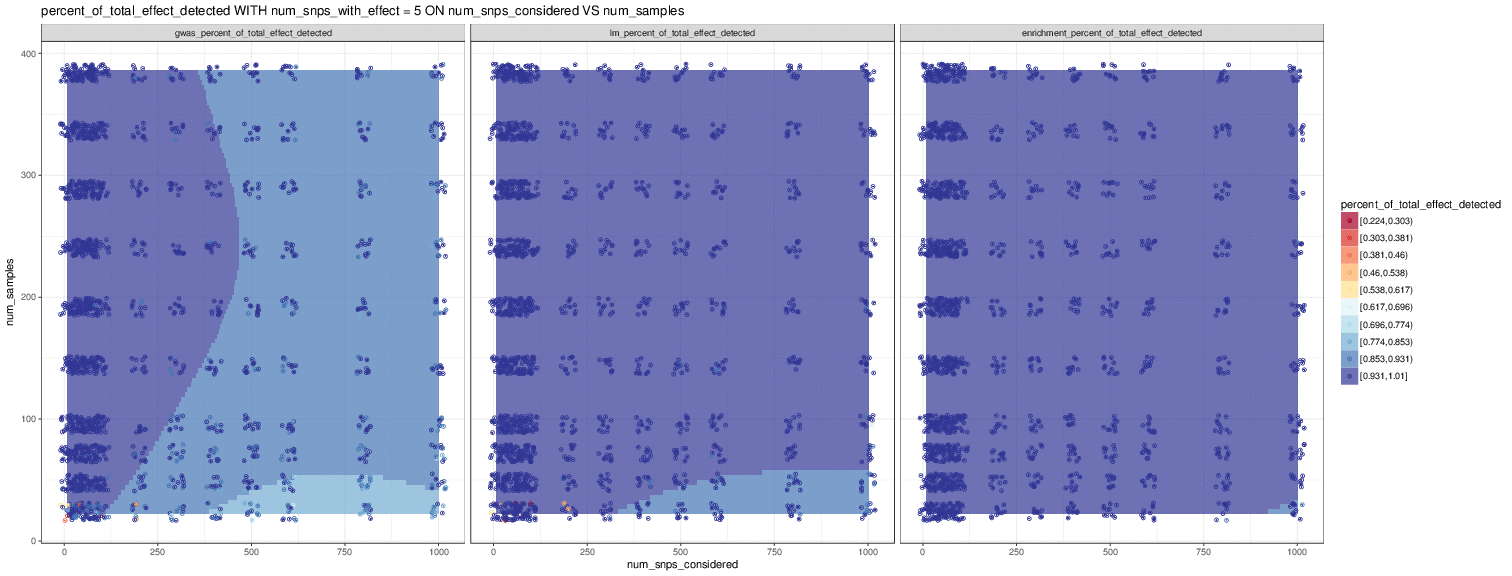 percent_of_total_effect_detected WITH num_snps_with_effect = 5 ON num_snps_considered VS num_samples
gwas_percent_of_total_effect_detected
lm_percent_of_total_effect_detected
enrichment_percent_of_total_effect_detected
num_samples
400
300
200
100
0
0 250 500 750 1000
0 250 500 750 1000
0 250 500 750 1000
num_snps_considered
percent_of_total_effect_detected
[0.224,0.303)
[0.303,0.381)
[0.381,0.46)
[0.46,0.538)
[0.538,0.617)
[0.617,0.696)
[0.696,0.774)
[0.774,0.853)
[0.853,0.931)
[0.931,1.01]